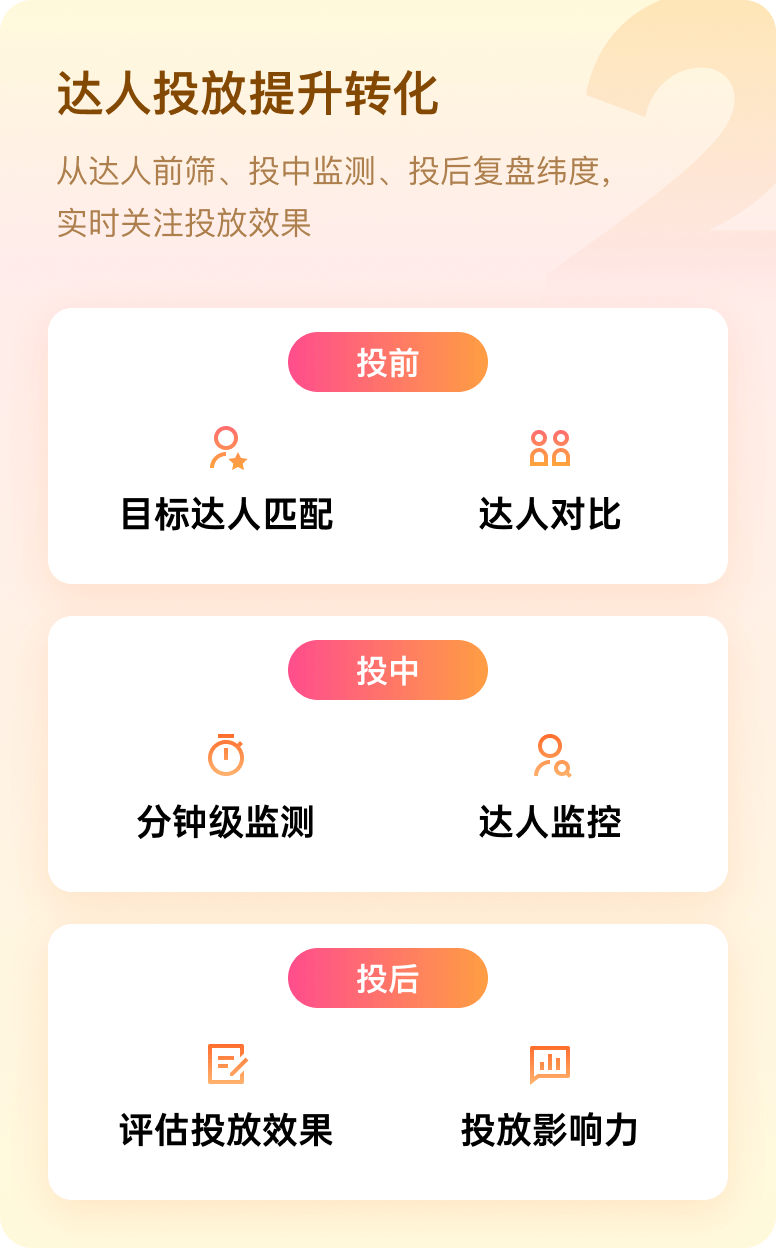 2
达人投放提升转化
从达人前筛、投中监测、投后复盘纬度，
实时关注投放效果
投前
目标达人匹配
达人对比
投中
分钟级监测
达人监控
投后
评估投放效果
投放影响力